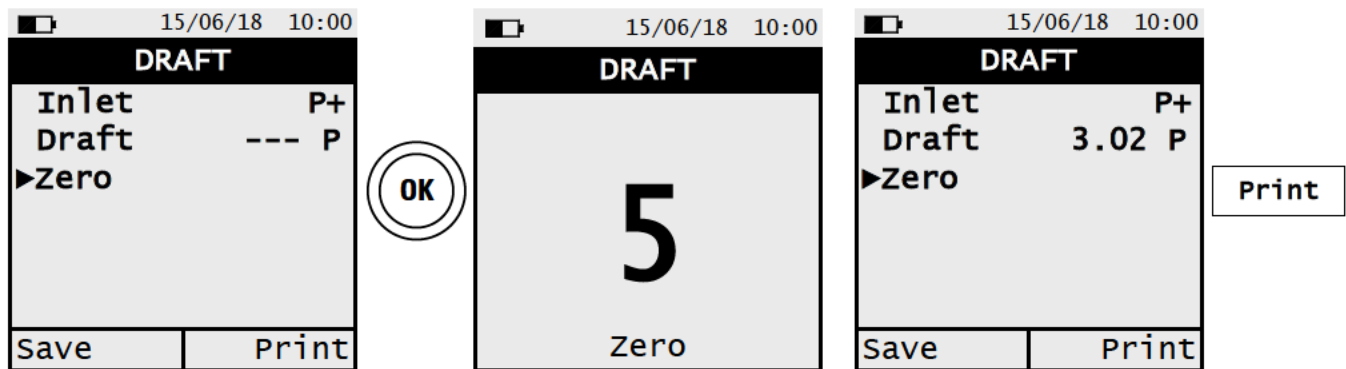 15/06/18 10:00
DRAFT
Inlet P+
Draft --- P
►Zero
Save Print
OK
15/06/18 10:00
DRAFT
5
Zero
15/06/18 10:00
DRAFT
Inlet P+
Draft 3.02 P
►Zero
Save Print
Print